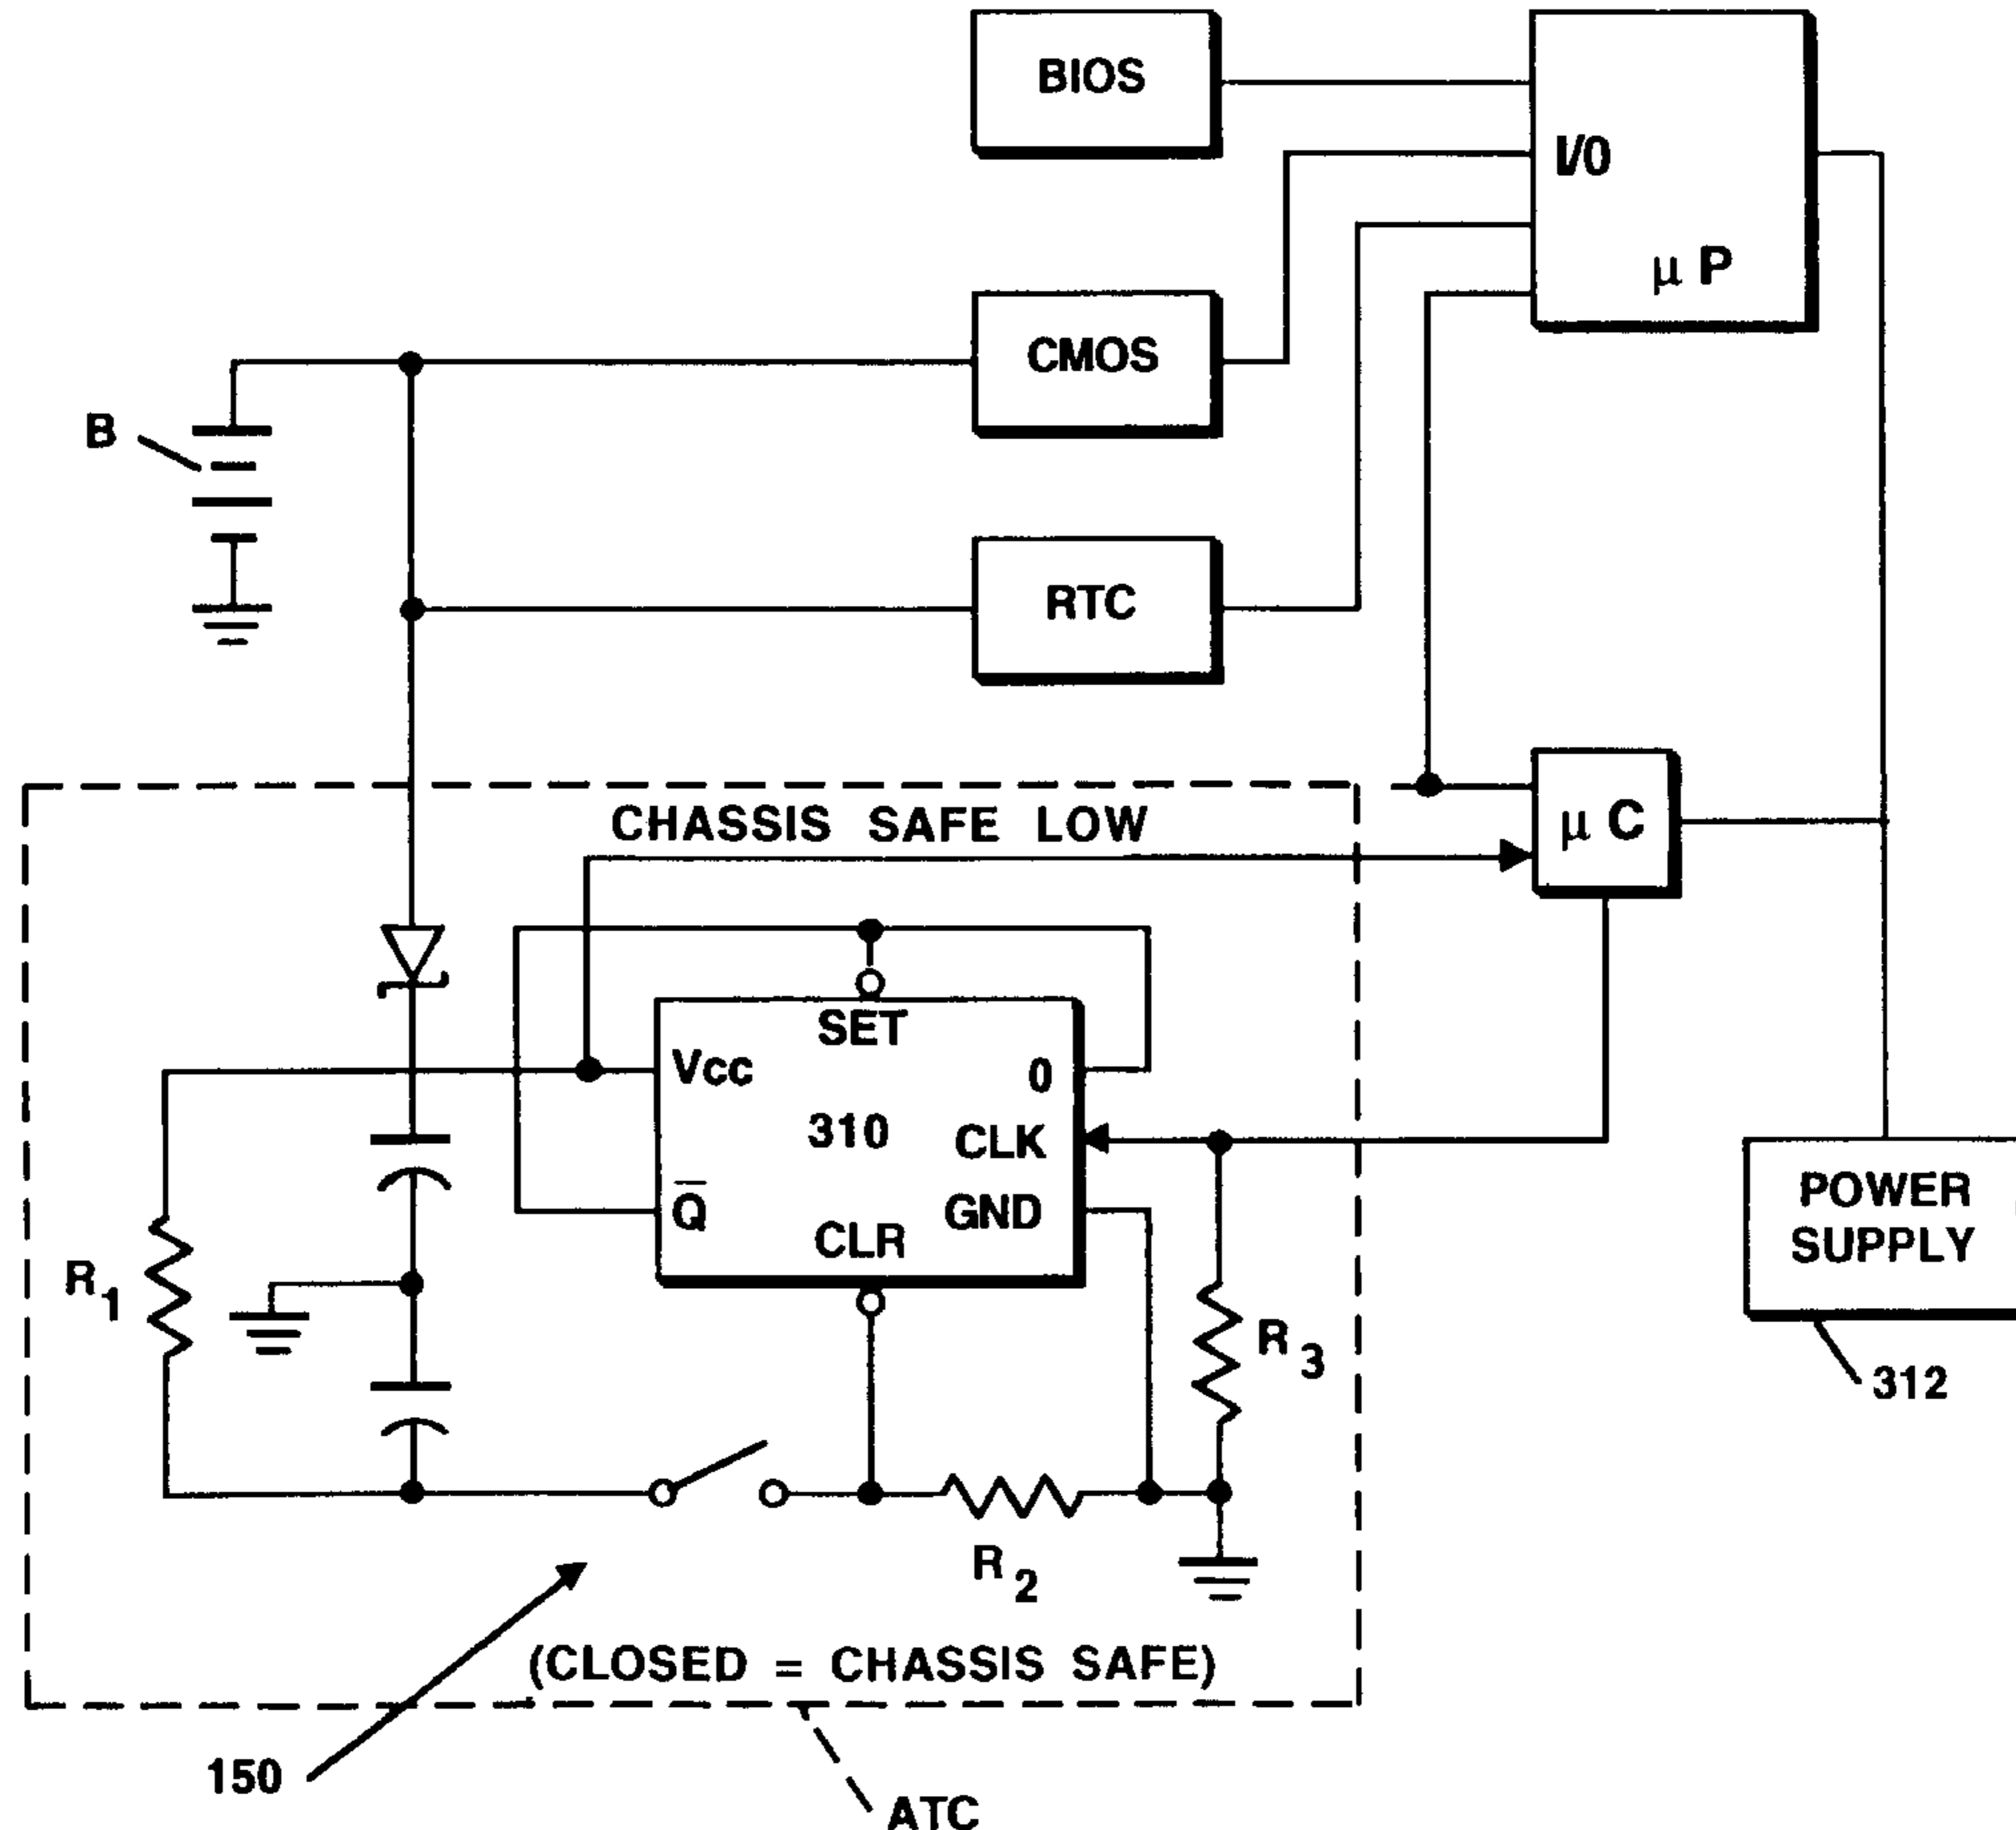 BIOS
I/0
μ P
CMOS
B
RTC
CHASSIS SAFE LOW
μ C
SET
Vcc
0
310
CLK
Q̅
GND
CLR
POWER
SUPPLY
R1
R3
312
R2
(CLOSED = CHASSIS SAFE)
150
ATC